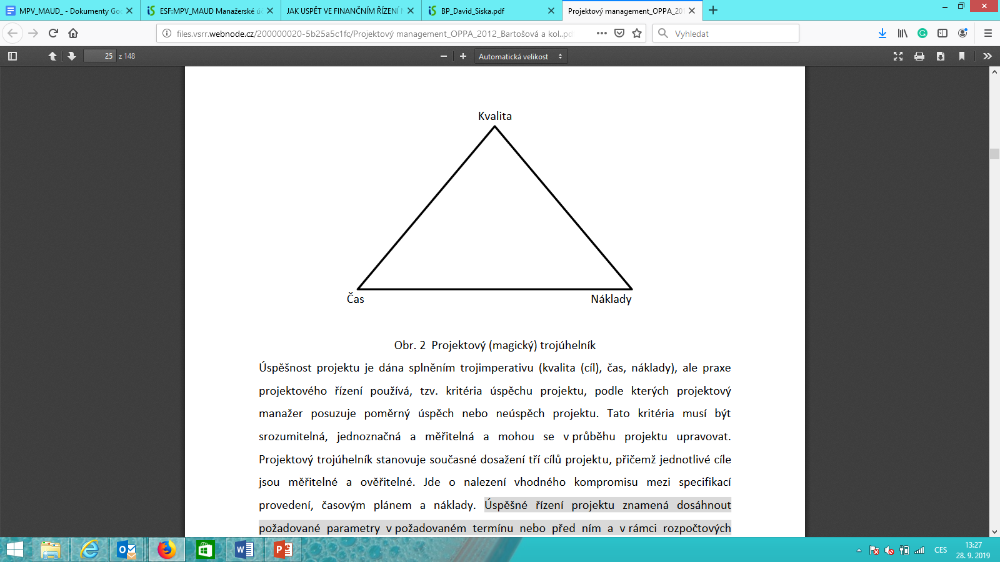 MPV_MAUD_ - Dokumenty Goo
ESF:MPV_MAUD Manažerské úč
JAK USPĚT VE FINANČNÍM ŘÍZENÍ
BP_David_Siska.pdf
Projektový management_OPPA_201
files.vsrr.webnode.cz/200000020-5b25a5c1fc/Projektový management_OPPA_2012_Bartošová a kol..pd
Vyhledat
25 z 148
Automatická velikost
Kvalita
Čas
Náklady
Obr. 2 Projektový (magický) trojúhelník
Úspěšnost projektu je dána splněním trojimperativu (kvalita (cíl), čas, náklady), ale praxe
projektového řízení používá, tzv. kritéria úspěchu projektu, podle kterých projektový
manažer posuzuje poměrný úspěch nebo neúspěch projektu. Tato kritéria musí být
srozumitelná, jednoznačná a měřitelná a mohou se v průběhu projektu upravovat.
Projektový trojúhelník stanovuje současné dosažení tří cílů projektu, přičemž jednotlivé cíle
jsou měřitelné a ověřitelné. Jde o nalezení vhodného kompromisu mezi specifikací
provedení, časovým plánem a náklady. Úspěšné řízení projektu znamená dosáhnout
požadované parametry v požadovaném termínu nebo před ním a v rámci rozpočtových
CES
13:27
28. 9. 2019